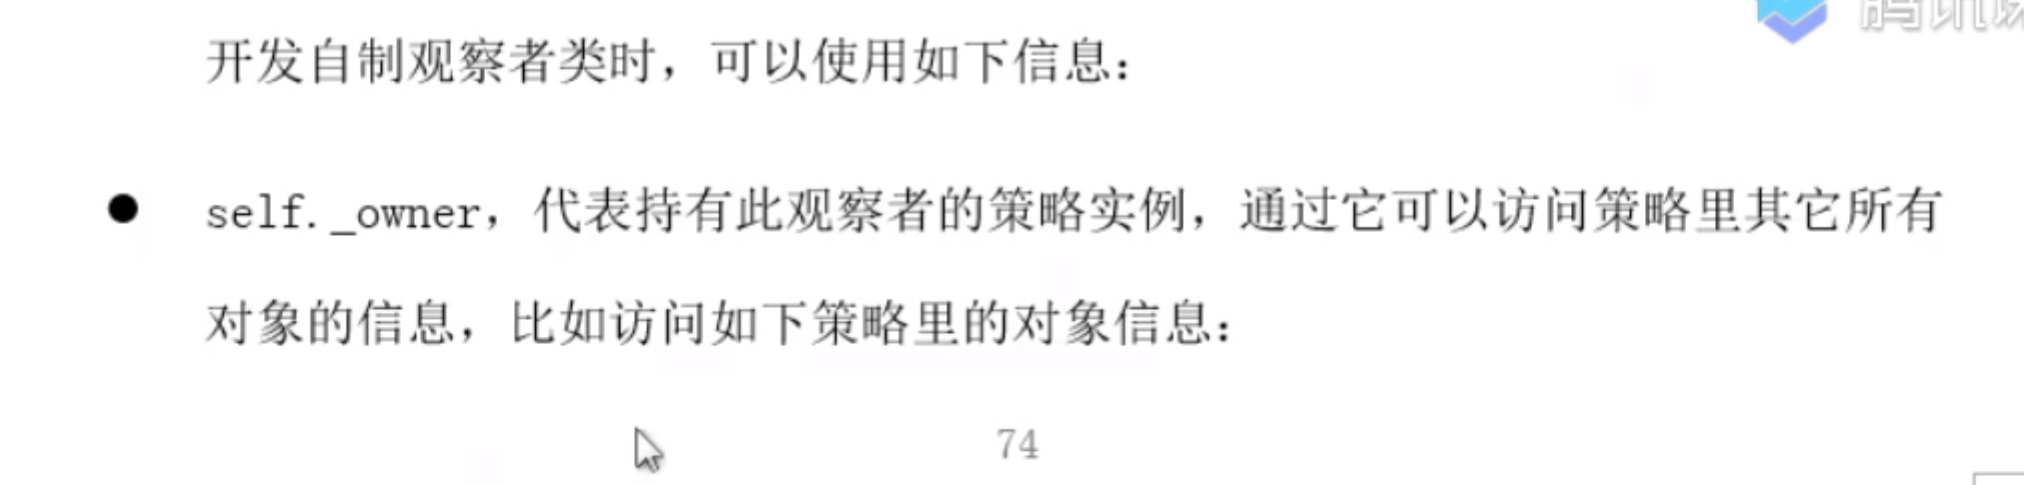 腾讯课
开发自制观察者类时，可以使用如下信息：
● self._owner，代表持有此观察者的策略实例，通过它可以访问策略里其它所有
对象的信息，比如访问如下策略里的对象信息：
74